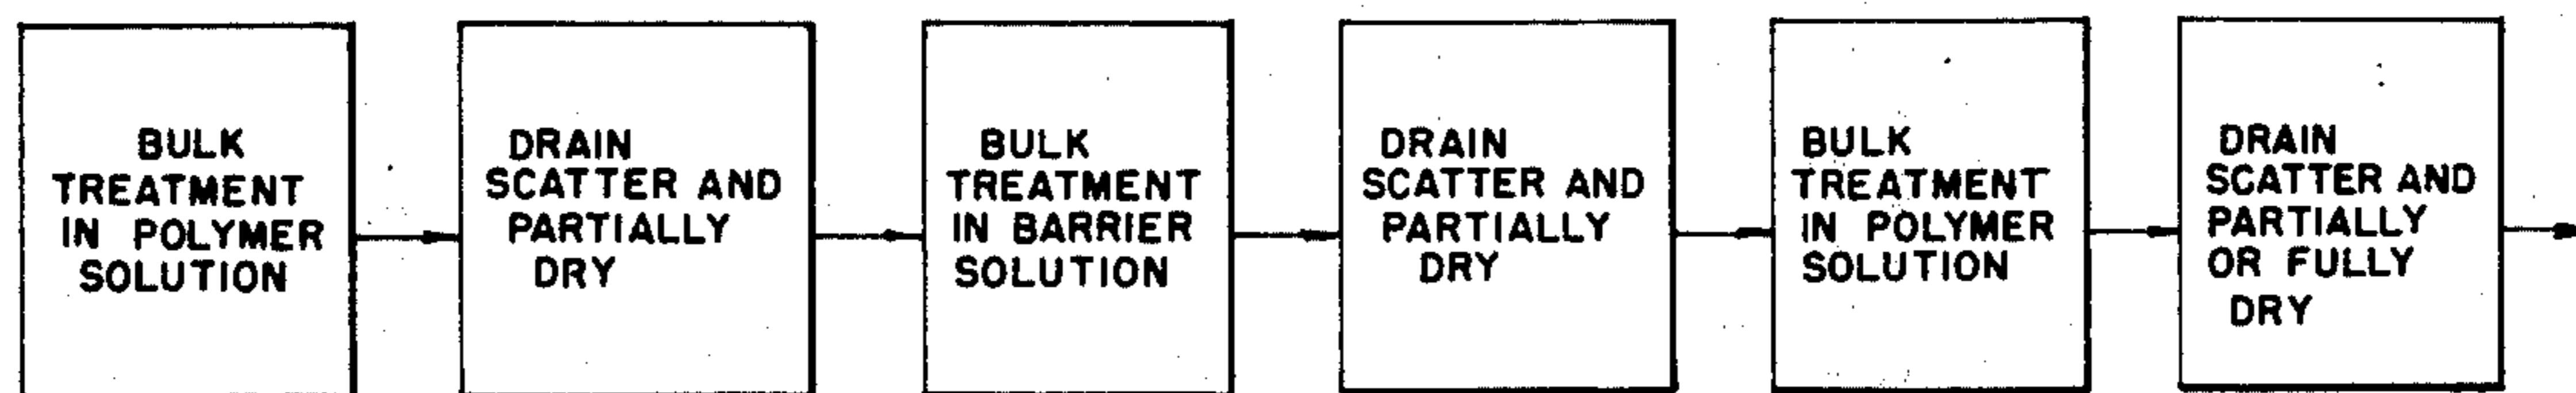 BULK
TREATMENT
IN POLYMER
SOLUTION
DRAIN
SCATTER AND
PARTIALLY
DRY
BULK
TREATMENT
IN BARRIER
SOLUTION
DRAIN
SCATTER AND
PARTIALLY
DRY
BULK
TREATMENT
IN POLYMER
SOLUTION
DRAIN
SCATTER AND
PARTIALLY
OR FULLY
DRY